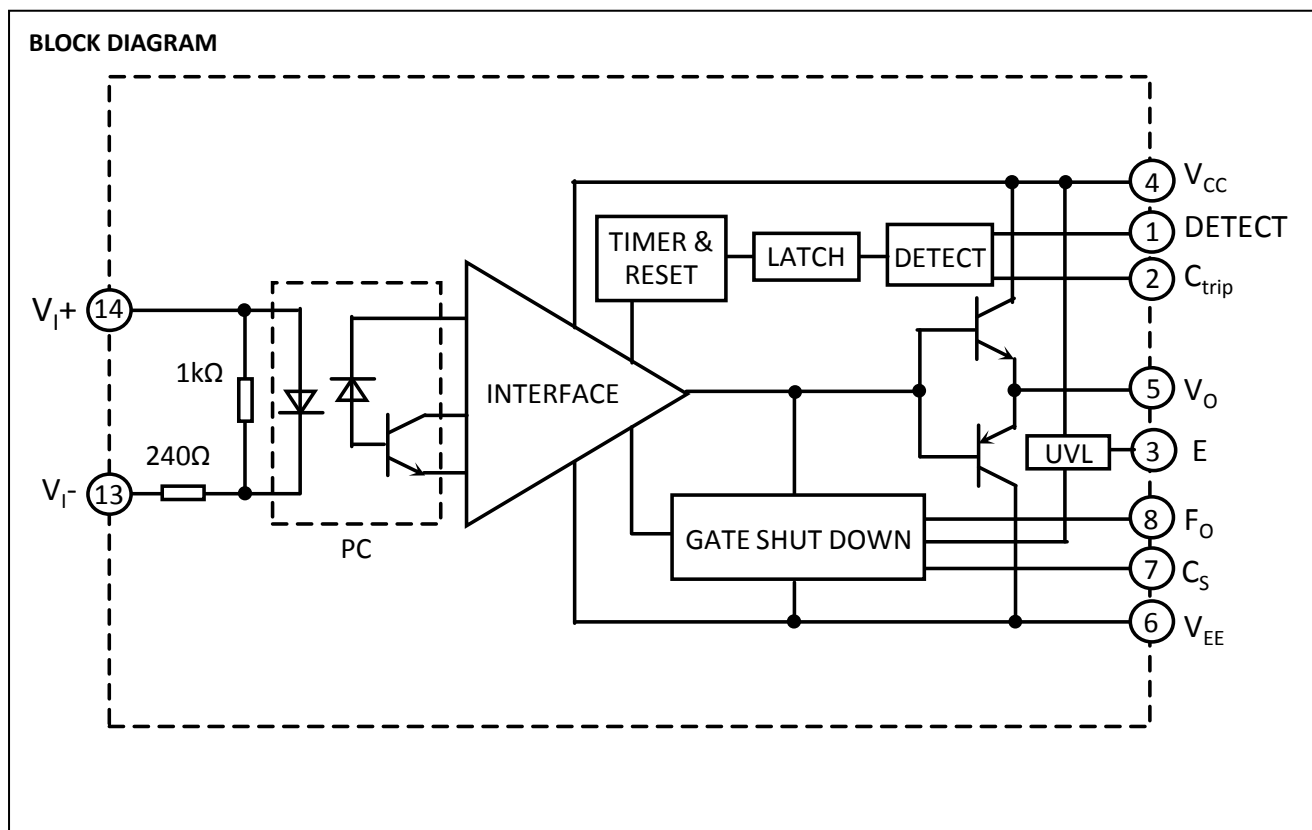 BLOCK DIAGRAM
4 VCC
1 DETECT
TIMER &
RESET
LATCH
DETECT
2 Ctrip
VI+ 14
1kΩ
INTERFACE
5 VO
240Ω
UVL
3 E
VI- 13
8 FO
PC
GATE SHUT DOWN
7 CS
6 VEE